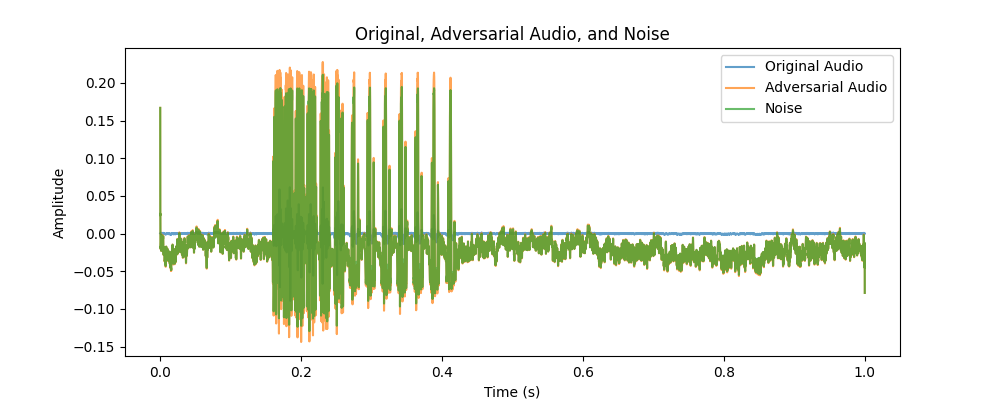 Original, Adversarial Audio, and Noise
Original Audio
Adversarial Audio
Noise
Amplitude
0.20
0.15
0.10
0.05
0.00
−0.05
−0.10
−0.15
0.0
0.2
0.4
0.6
0.8
1.0
Time (s)